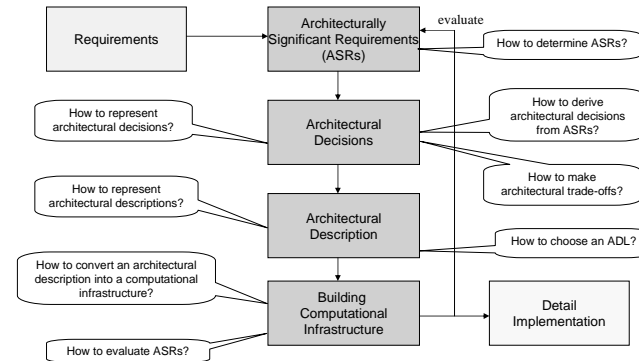 Requirements
Architecturally
Significant Requirements
(ASRs)
evaluate
How to determine ASRs?
How to represent
architectural decisions?
Architectural
Decisions
How to derive
architectural decisions
from ASRs?
How to make
architectural trade-offs?
How to represent
architectural descriptions?
Architectural
Description
How to choose an ADL?
How to convert an architectural
description into a computational
infrastructure?
Building
Computational
Infrastructure
Detail
Implementation
How to evaluate ASRs?